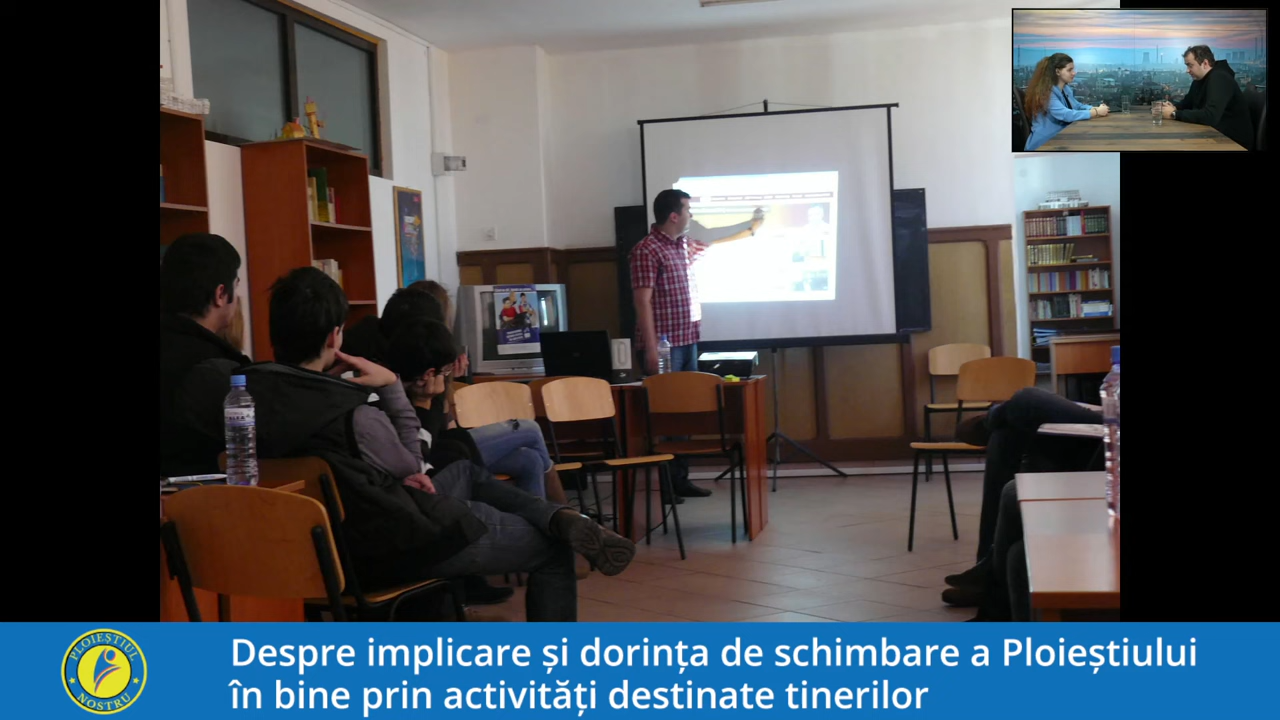 PLOIEȘTIUL
NOSTRU
Despre implicare și dorința de schimbare a Ploieștiului
în bine prin activități destinate tinerilor